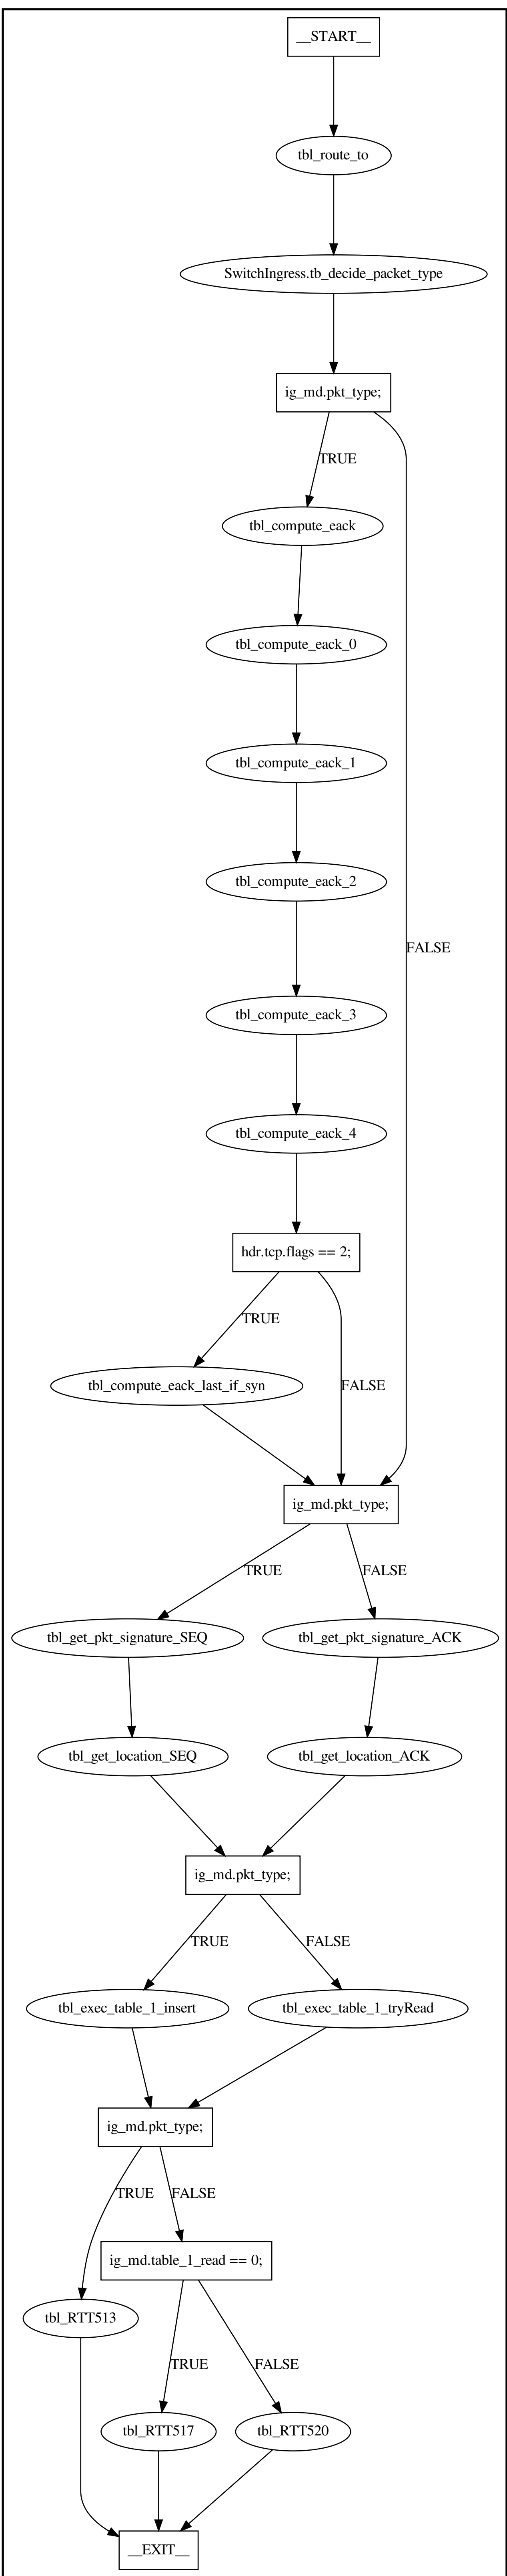 __START__
tbl_route_to
SwitchIngress.tb_decide_packet_type
ig_md.pkt_type;
TRUE
tbl_compute_eack
tbl_compute_eack_0
tbl_compute_eack_1
tbl_compute_eack_2
FALSE
tbl_compute_eack_3
tbl_compute_eack_4
hdr.tcp.flags == 2;
TRUE
tbl_compute_eack_last_if_syn
FALSE
ig_md.pkt_type;
TRUE
FALSE
tbl_get_pkt_signature_SEQ
tbl_get_pkt_signature_ACK
tbl_get_location_SEQ
tbl_get_location_ACK
ig_md.pkt_type;
TRUE
FALSE
tbl_exec_table_1_insert
tbl_exec_table_1_tryRead
ig_md.pkt_type;
TRUE
FALSE
ig_md.table_1_read == 0;
tbl_RTT513
TRUE
FALSE
tbl_RTT517
tbl_RTT520
__EXIT__